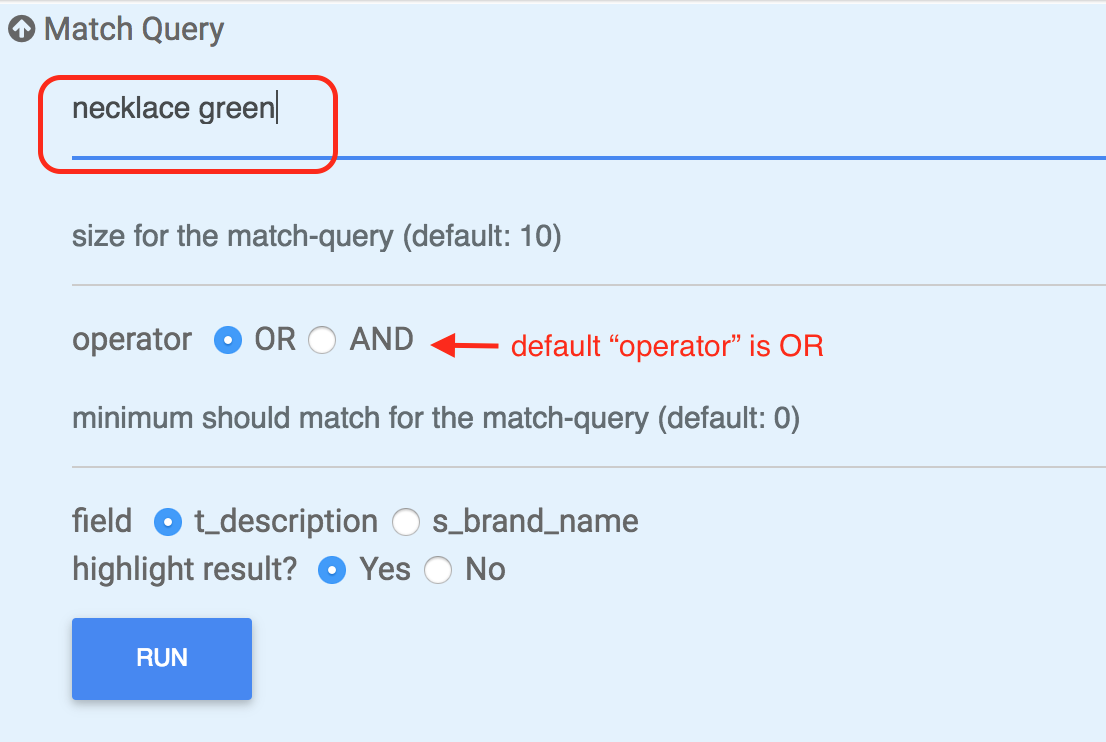 Match Query
necklace green
size for the match-query (default: 10)
operator OR AND default “operator” is OR
minimum should match for the match-query (default: 0)
field t_description s_brand_name
highlight result? Yes No
RUN